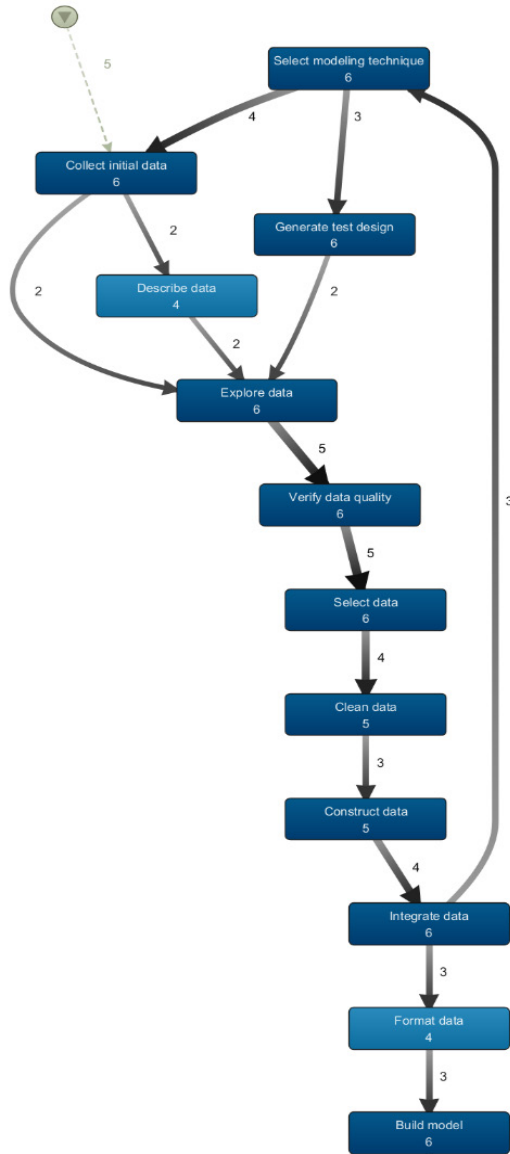 Select modeling technique
6
5
4
3
Collect initial data
6
Generate test design
6
2
2
2
Describe data
4
2
Explore data
6
5
Verify data quality
6
3
5
Select data
6
4
Clean data
5
3
Construct data
5
4
Integrate data
6
3
Format data
4
3
Build model
6